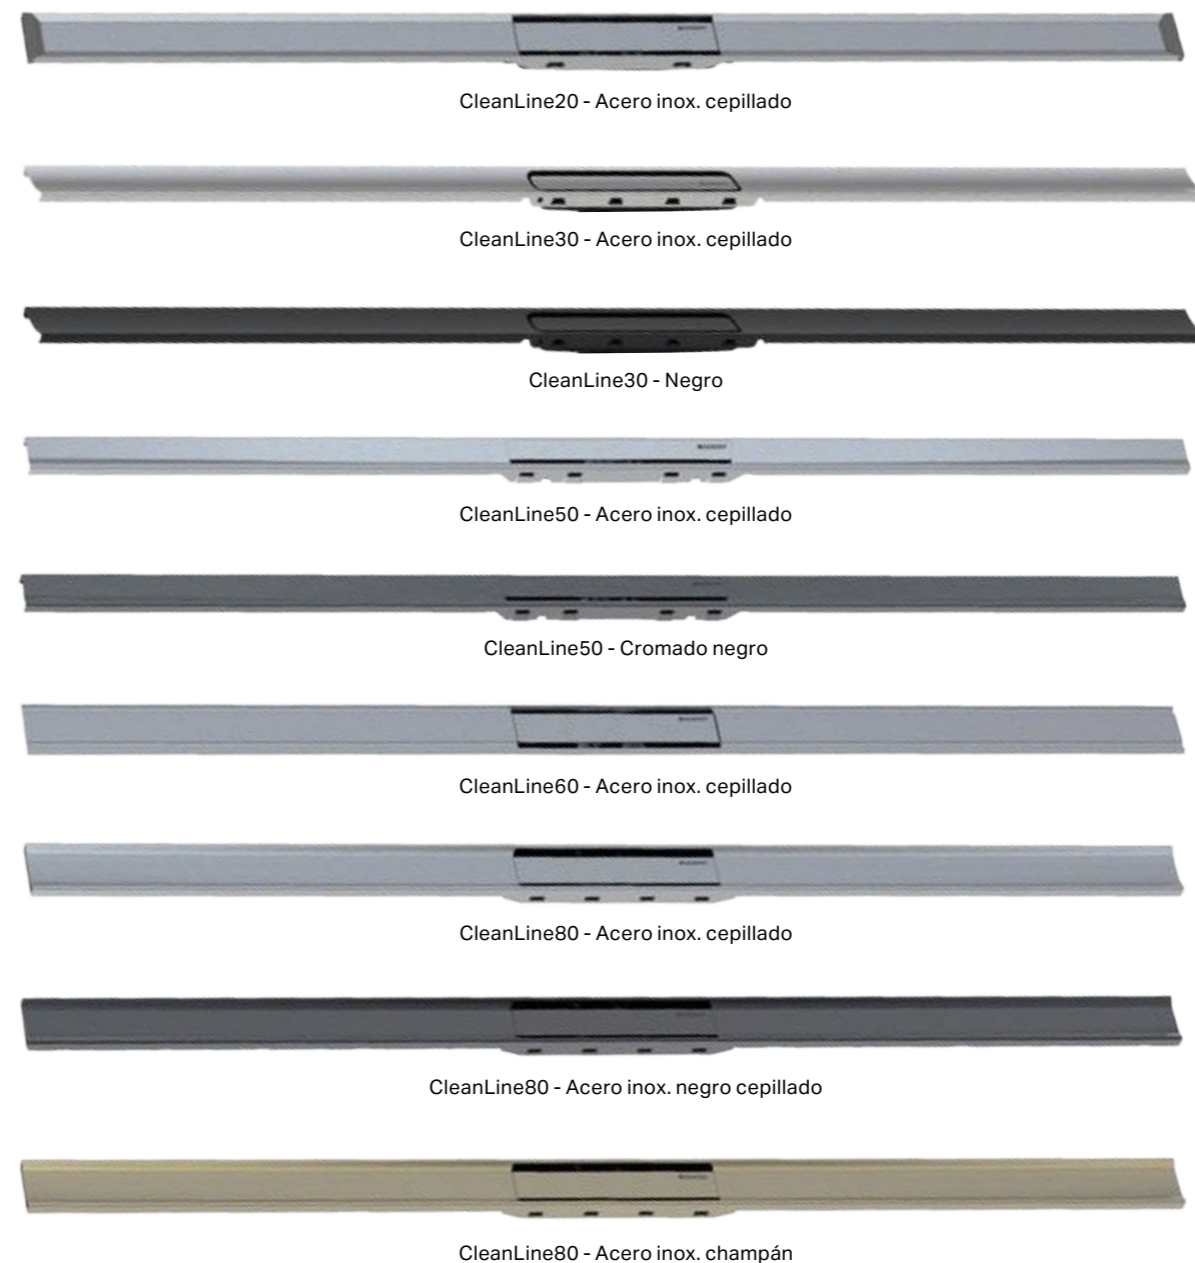 CleanLine20 - Acero inox. cepillado
CleanLine30 - Acero inox. cepillado
CleanLine30 - Negro
CleanLine50 - Acero inox. cepillado
CleanLine50 - Cromado negro
CleanLine60 - Acero inox. cepillado
CleanLine80 - Acero inox. cepillado
CleanLine80 - Acero inox. negro cepillado
CleanLine80 - Acero inox. champán